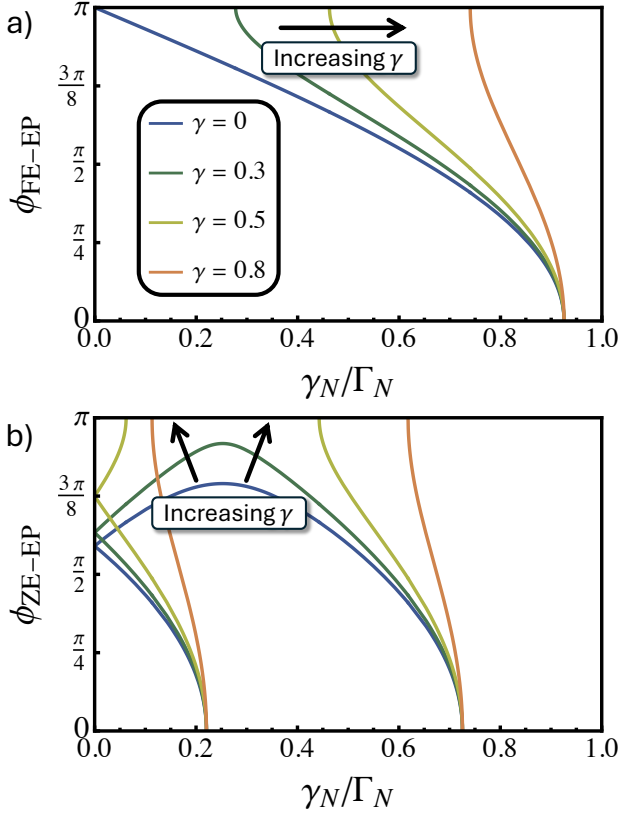 a)
π
3π/8
π/2
π/4
0
ϕFE−EP
Increasing γ
γ = 0
γ = 0.3
γ = 0.5
γ = 0.8
0.0 0.2 0.4 0.6 0.8 1.0
γN/ΓN
b)
π
3π/8
π/2
π/4
0
ϕZE−EP
Increasing γ
0.0 0.2 0.4 0.6 0.8 1.0
γN/ΓN